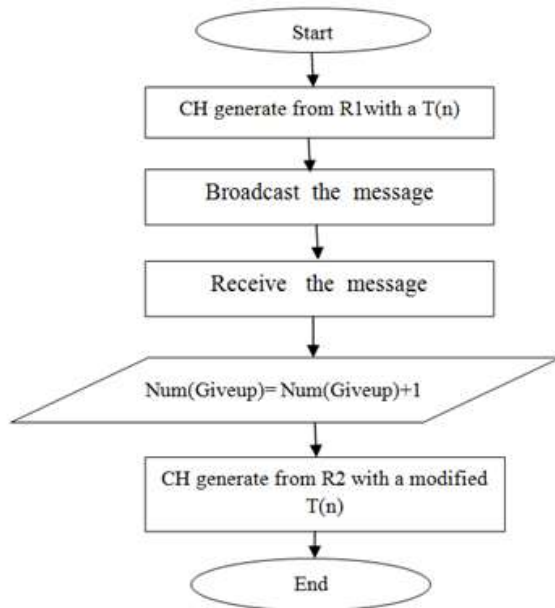 Start
CH generate from R1with a T(n)
Broadcast the message
Receive the message
Num(Giveup)= Num(Giveup)+1
CH generate from R2 with a modified
T(n)
End